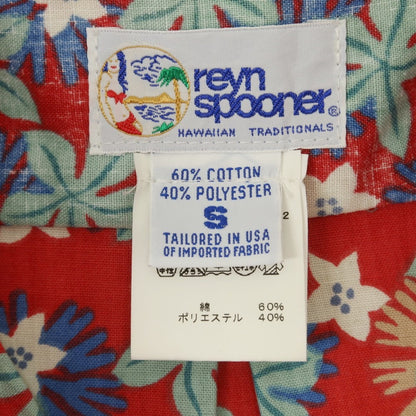 reyn
spooner®
HAWAIIAN TRADITIONALS
60% COTTON
40% POLYESTER
S
TAILORED IN USA
OF IMPORTED FABRIC
2
綿 60%
ポリエステル 40%